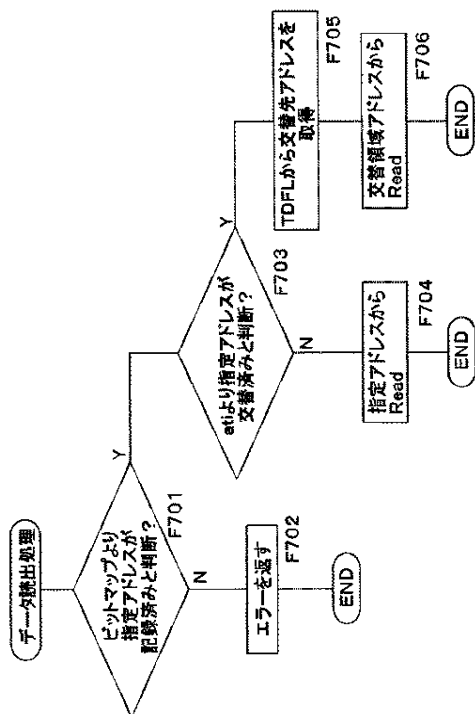 データ読出処理
ビットマップより
指定アドレスが
記録済みと判断?
F701
Y
N
エラーを返す
F702
END
etiより指定アドレスが
交替済みと判断?
F703
Y
N
指定アドレスから
Read
F704
END
TDFLから交替先アドレスを
取得
F705
交替領域アドレスから
Read
F706
END